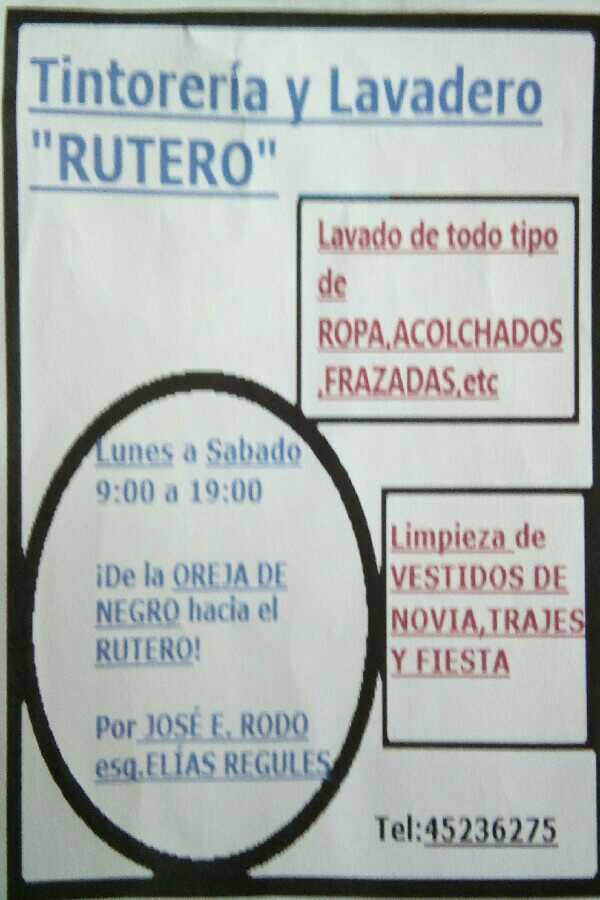 Tintorería y Lavadero
"RUTERO"
Lavado de todo tipo
de
ROPA,ACOLCHADOS
,FRAZADAS,etc
Lunes a Sabado
9:00 a 19:00
¡De la OREJA DE
NEGRO hacia el
RUTERO!
Por JOSÉ E. RODO
esq.ELÍAS REGULES
Limpieza de
VESTIDOS DE
NOVIA,TRAJES
Y FIESTA
Tel:45236275